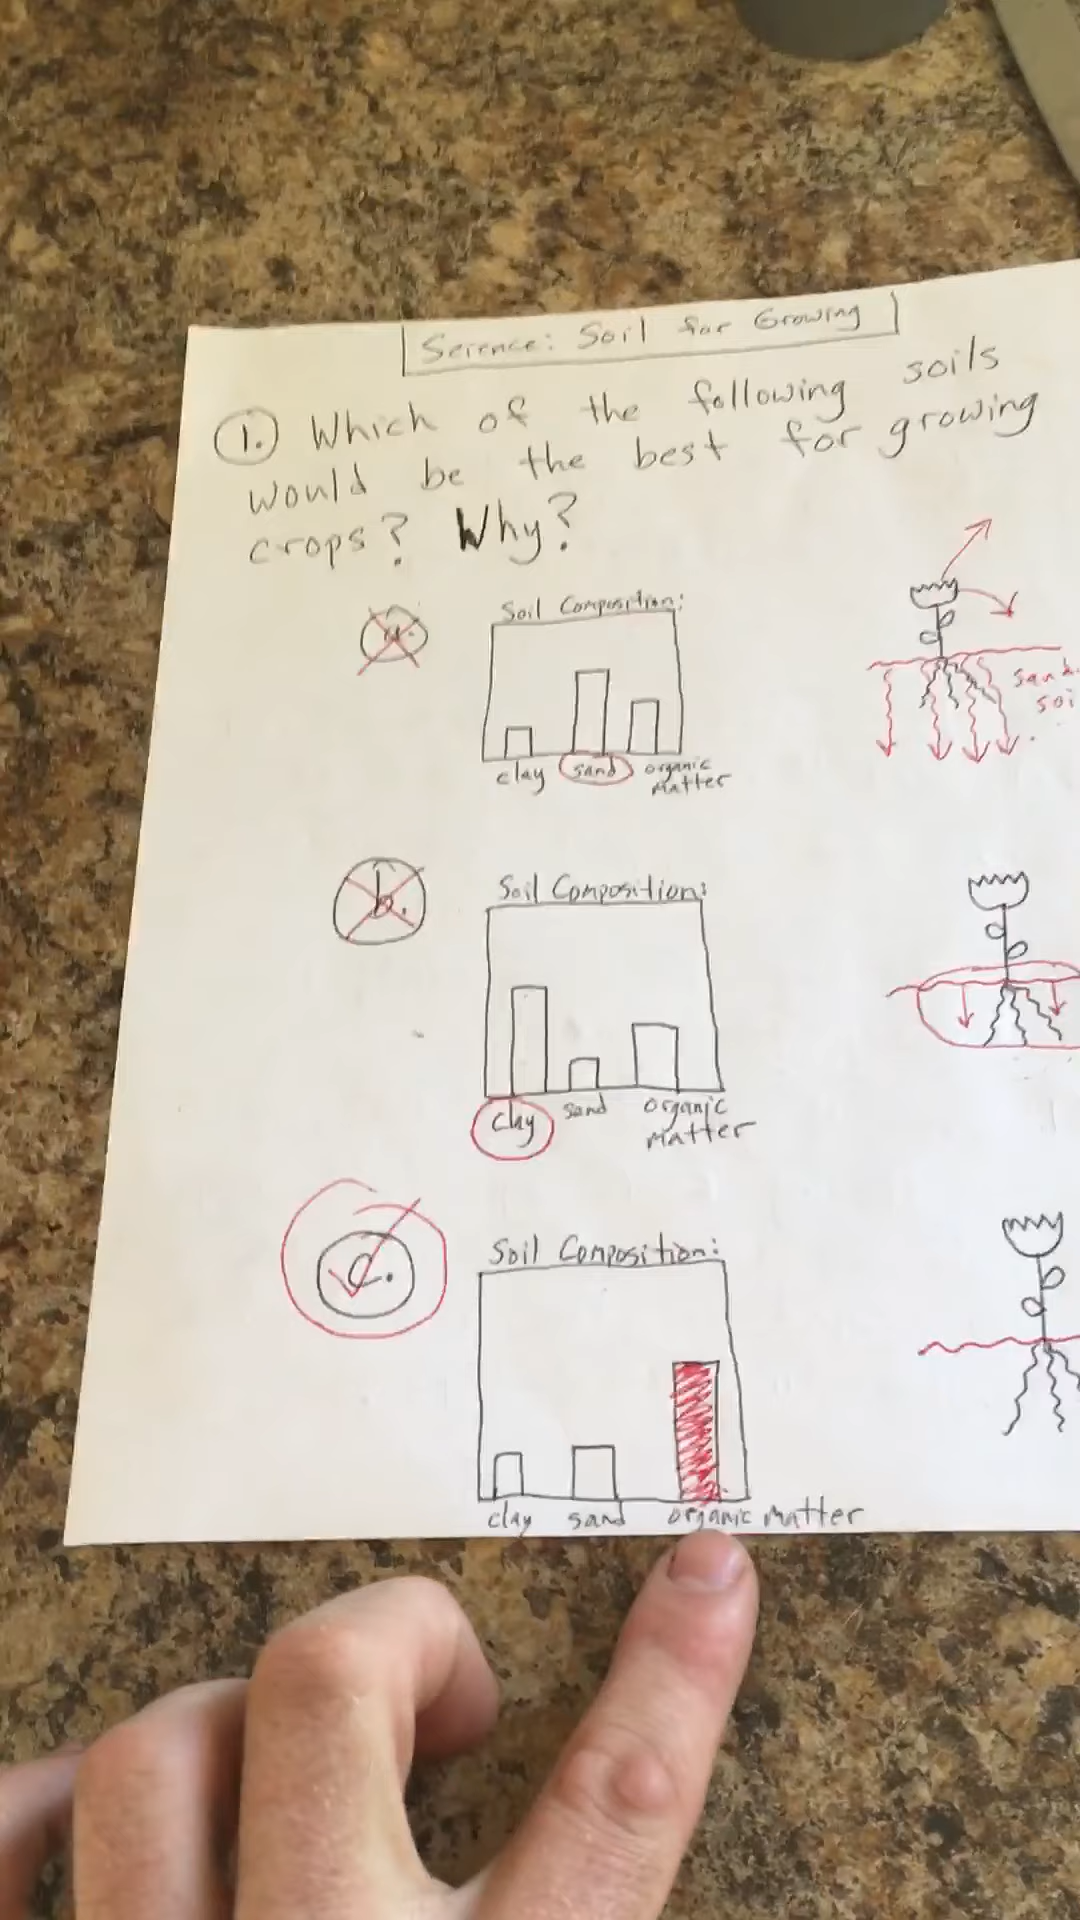 Science: Soil for Growing
1. Which of the following soils
would be the best for growing
crops? Why?
a.
Soil Composition:
clay sand organic
matter
b.
Soil Composition:
clay sand organic
matter
c.
Soil Composition:
clay sand organic matter